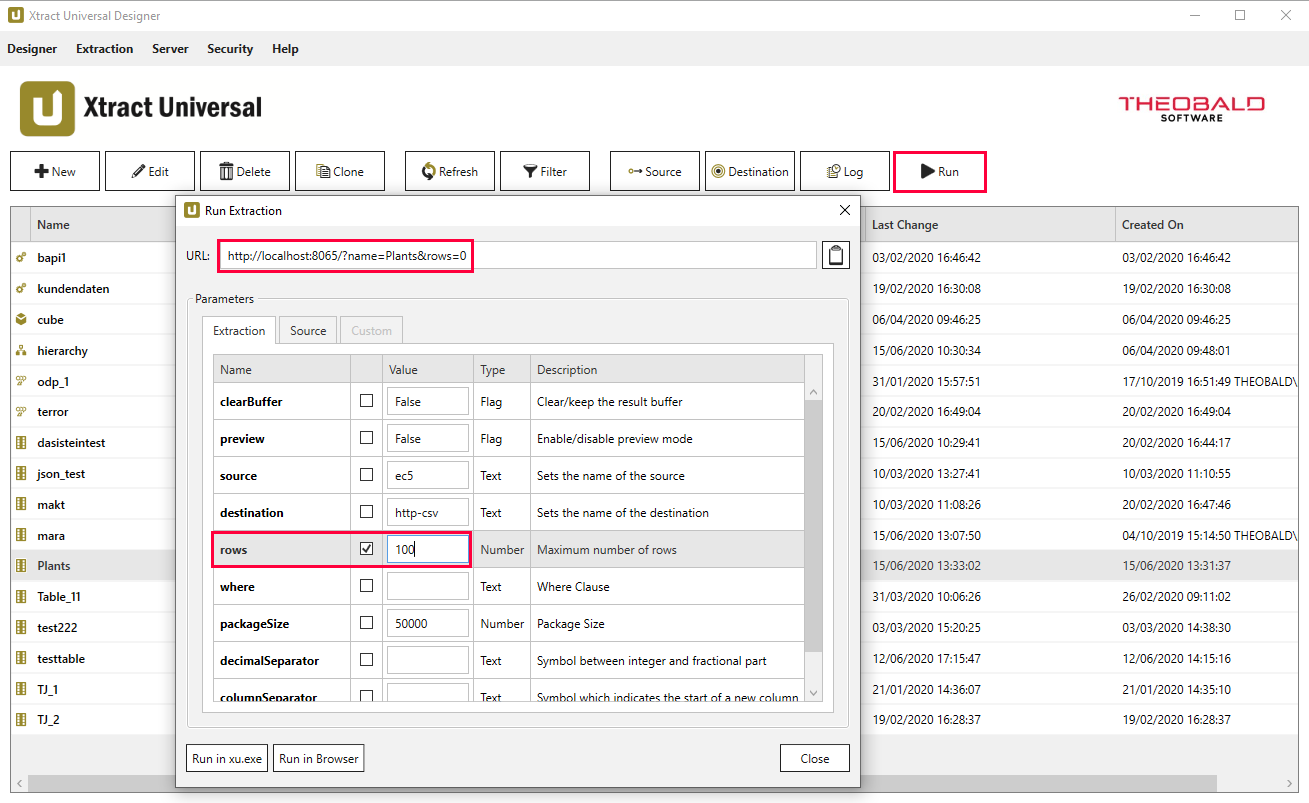 Xtract Universal Designer
Designer Extraction Server Security Help
Xtract Universal
THEOBALD
SOFTWARE
New Edit Delete Clone Refresh Filter Source Destination Log Run
Name Last Change Created On
bapi1 03/02/2020 16:46:42 03/02/2020 16:46:42
kundendaten 19/02/2020 16:30:08 19/02/2020 16:30:08
cube 06/04/2020 09:46:25 06/04/2020 09:46:25
hierarchy 15/06/2020 10:30:34 06/04/2020 09:48:01
odp_1 31/01/2020 15:57:51 17/10/2019 16:51:49 THEOBALD\
terror 20/02/2020 16:49:04 20/02/2020 16:49:04
dasisteintest 15/06/2020 10:29:41 20/02/2020 16:44:17
json_test 10/03/2020 13:27:41 10/03/2020 11:10:55
makt 10/03/2020 11:08:26 20/02/2020 16:47:46
mara 15/06/2020 13:07:50 04/10/2019 15:14:50 THEOBALD\
Plants 15/06/2020 13:33:02 15/06/2020 13:31:37
Table_11 31/03/2020 10:06:26 26/02/2020 09:11:02
test222 03/03/2020 15:20:25 03/03/2020 14:38:30
testtable 12/06/2020 17:15:47 12/06/2020 14:15:16
TJ_1 21/01/2020 14:36:07 21/01/2020 14:35:10
TJ_2 19/02/2020 16:28:37 19/02/2020 16:28:37
Run Extraction
URL: http://localhost:8065/?name=Plants&rows=0
Parameters
Extraction Source Custom
Name Value Type Description
clearBuffer False Flag Clear/keep the result buffer
preview False Flag Enable/disable preview mode
source ec5 Text Sets the name of the source
destination http-csv Text Sets the name of the destination
rows 100 Number Maximum number of rows
where Text Where Clause
packageSize 50000 Number Package Size
decimalSeparator Text Symbol between integer and fractional part
columnSeparator Text Symbol which indicates the start of a new column
Run in xu.exe Run in Browser Close